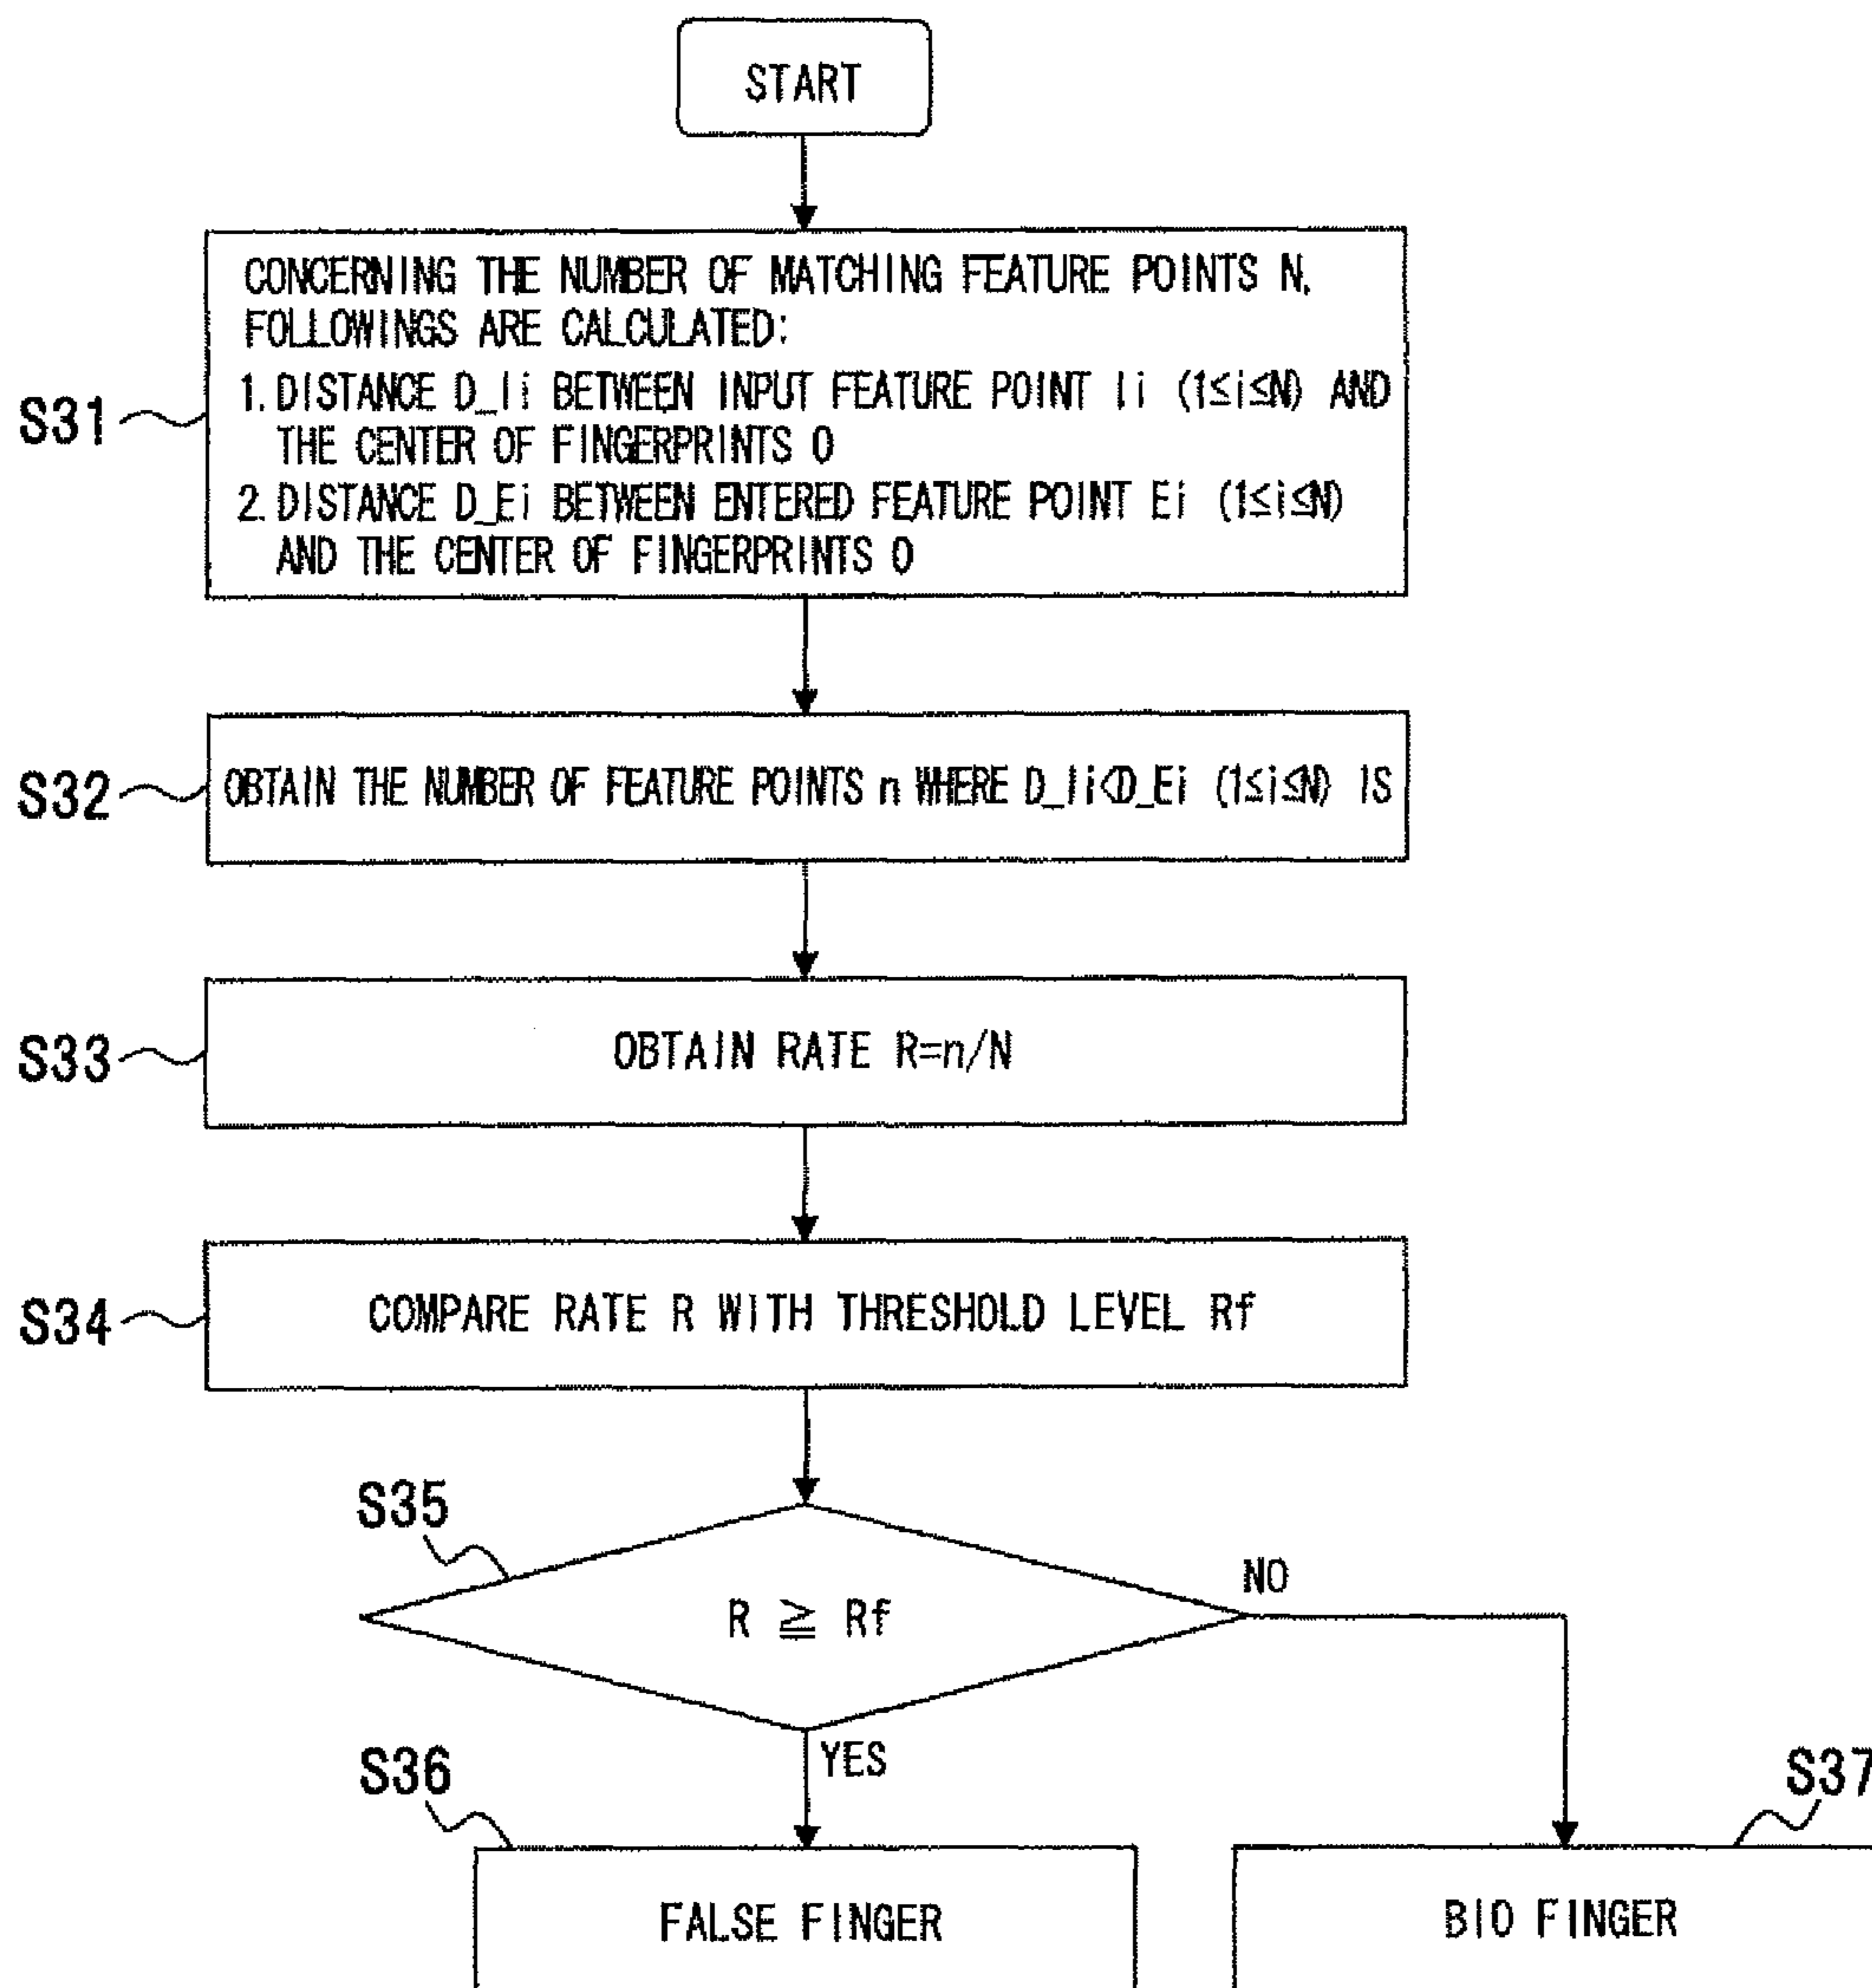 START
S31
CONCERNING THE NUMBER OF MATCHING FEATURE POINTS N,
FOLLOWINGS ARE CALCULATED:
1. DISTANCE D_Ii BETWEEN INPUT FEATURE POINT Ii (1≤i≤N) AND
THE CENTER OF FINGERPRINTS O
2. DISTANCE D_Ei BETWEEN ENTERED FEATURE POINT Ei (1≤i≤N)
AND THE CENTER OF FINGERPRINTS O
S32
OBTAIN THE NUMBER OF FEATURE POINTS n WHERE D_Ii<D_Ei (1≤i≤N) IS
S33
OBTAIN RATE R=n/N
S34
COMPARE RATE R WITH THRESHOLD LEVEL Rf
S35
R ≧ Rf
NO
YES
S36
FALSE FINGER
S37
BIO FINGER